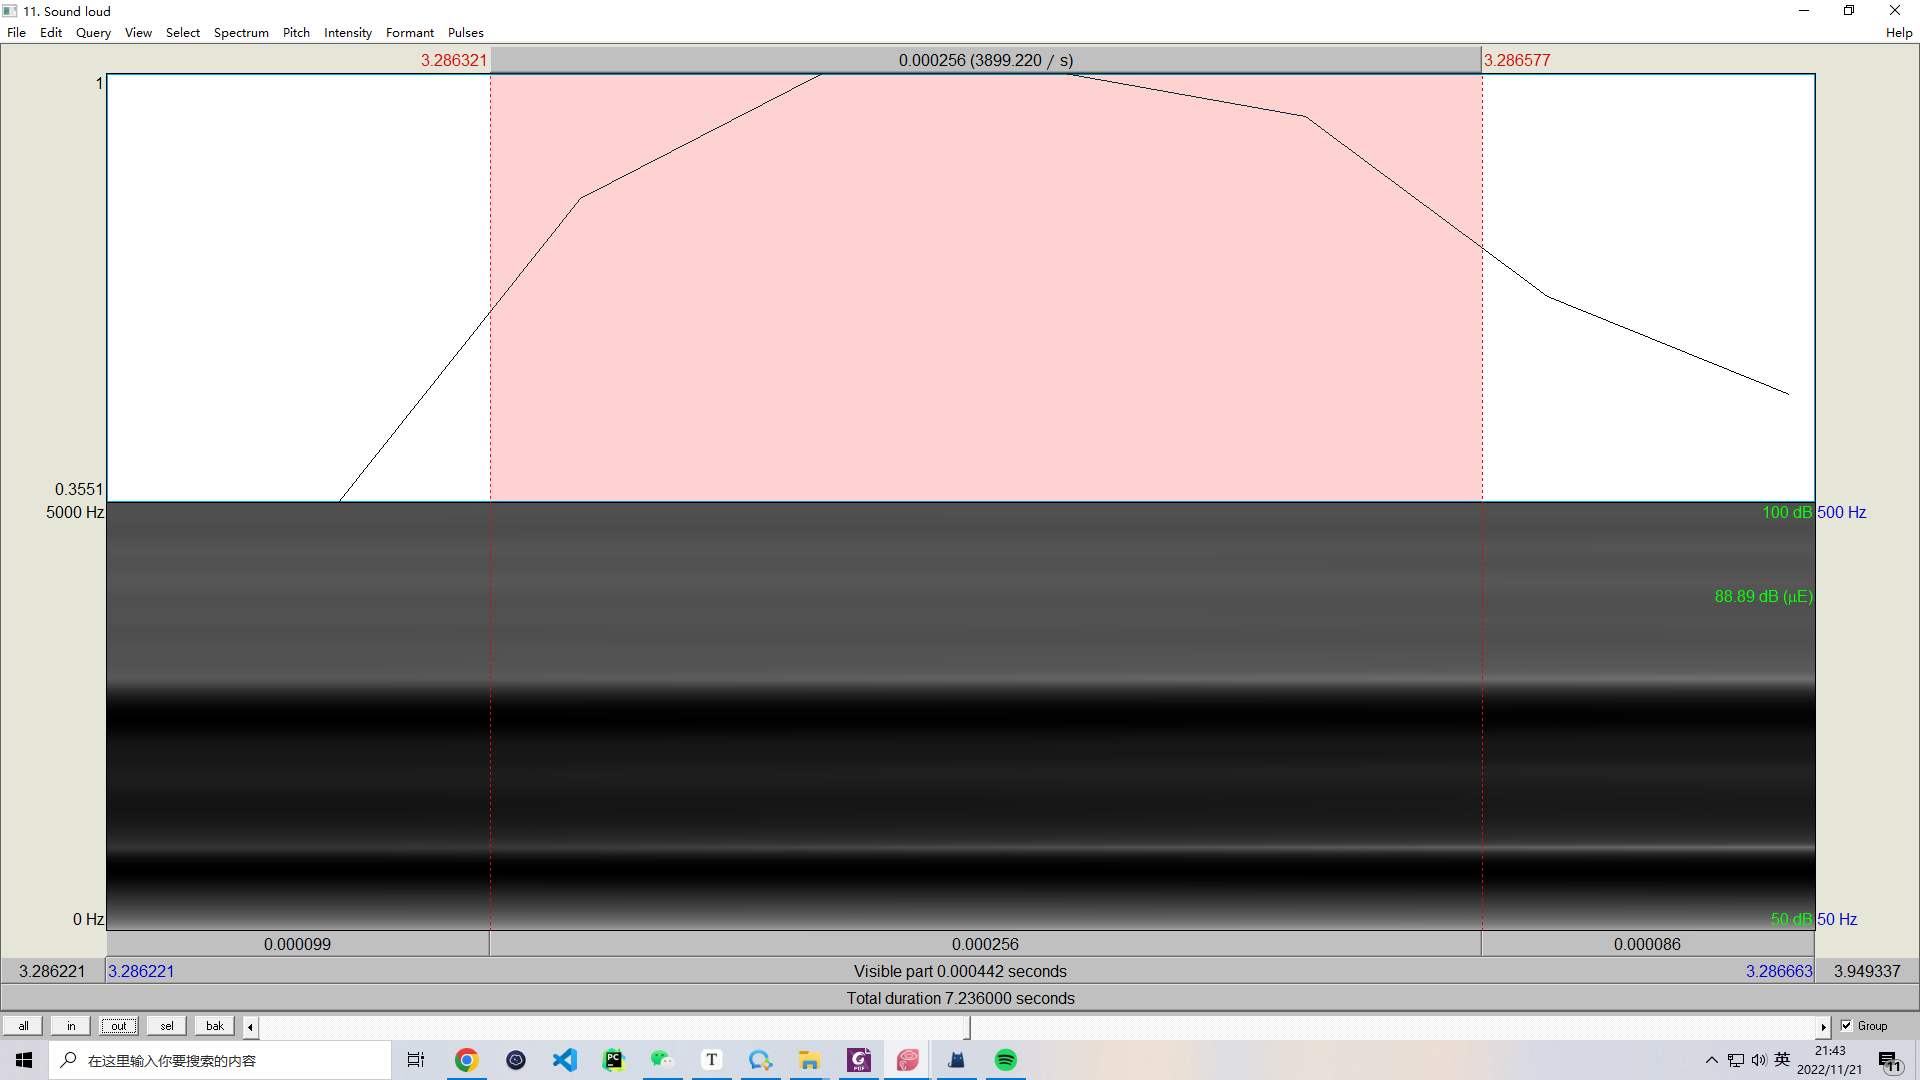 11. Sound loud
File Edit Query View Select Spectrum Pitch Intensity Formant Pulses Help
3.286321 0.000256 (3899.220 / s) 3.286577
1
0.3551
5000 Hz 100 dB 500 Hz
88.89 dB (µE)
0 Hz 50 dB 50 Hz
0.000099 0.000256 0.000086
3.286221 3.286221 Visible part 0.000442 seconds 3.286663 3.949337
Total duration 7.236000 seconds
all in out sel bak Group
在这里输入你要搜索的内容 PC T G PDF 英 21:43
2022/11/21 11